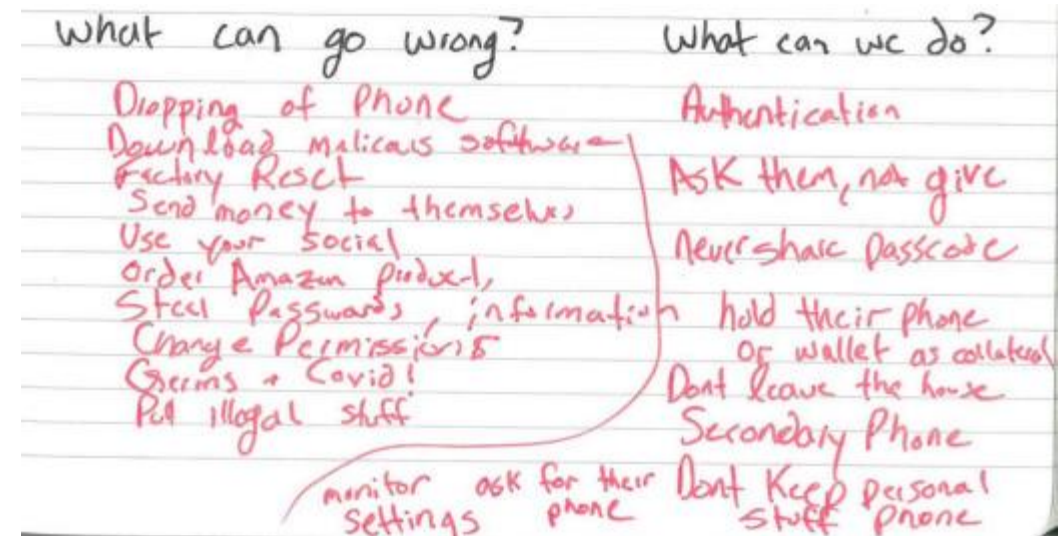 What can go wrong?
Dropping of Phone
Download malicous software
Factory Reset
Send money to themselves
Use your social
Order Amazon product,
Steel Passwords, information
Change Permissions
Germs + Covid!
Put illegal stuff
What can we do?
Authentication
Ask them, not give
Never share passcode
hold their phone
or wallet as collateral
Dont leave the house
Secondary Phone
Dont Keep personal
stuff phone
monitor
settings
ask for their
phone